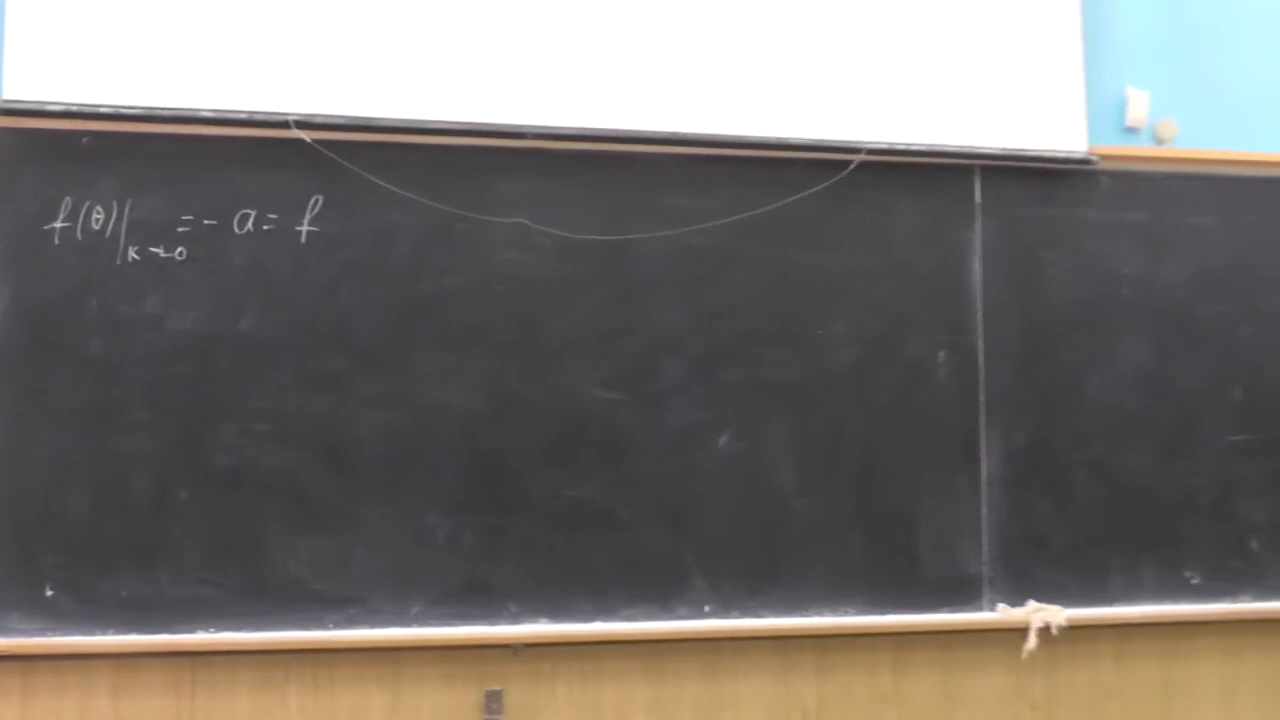 f(θ)|_{k→0} = - a = f